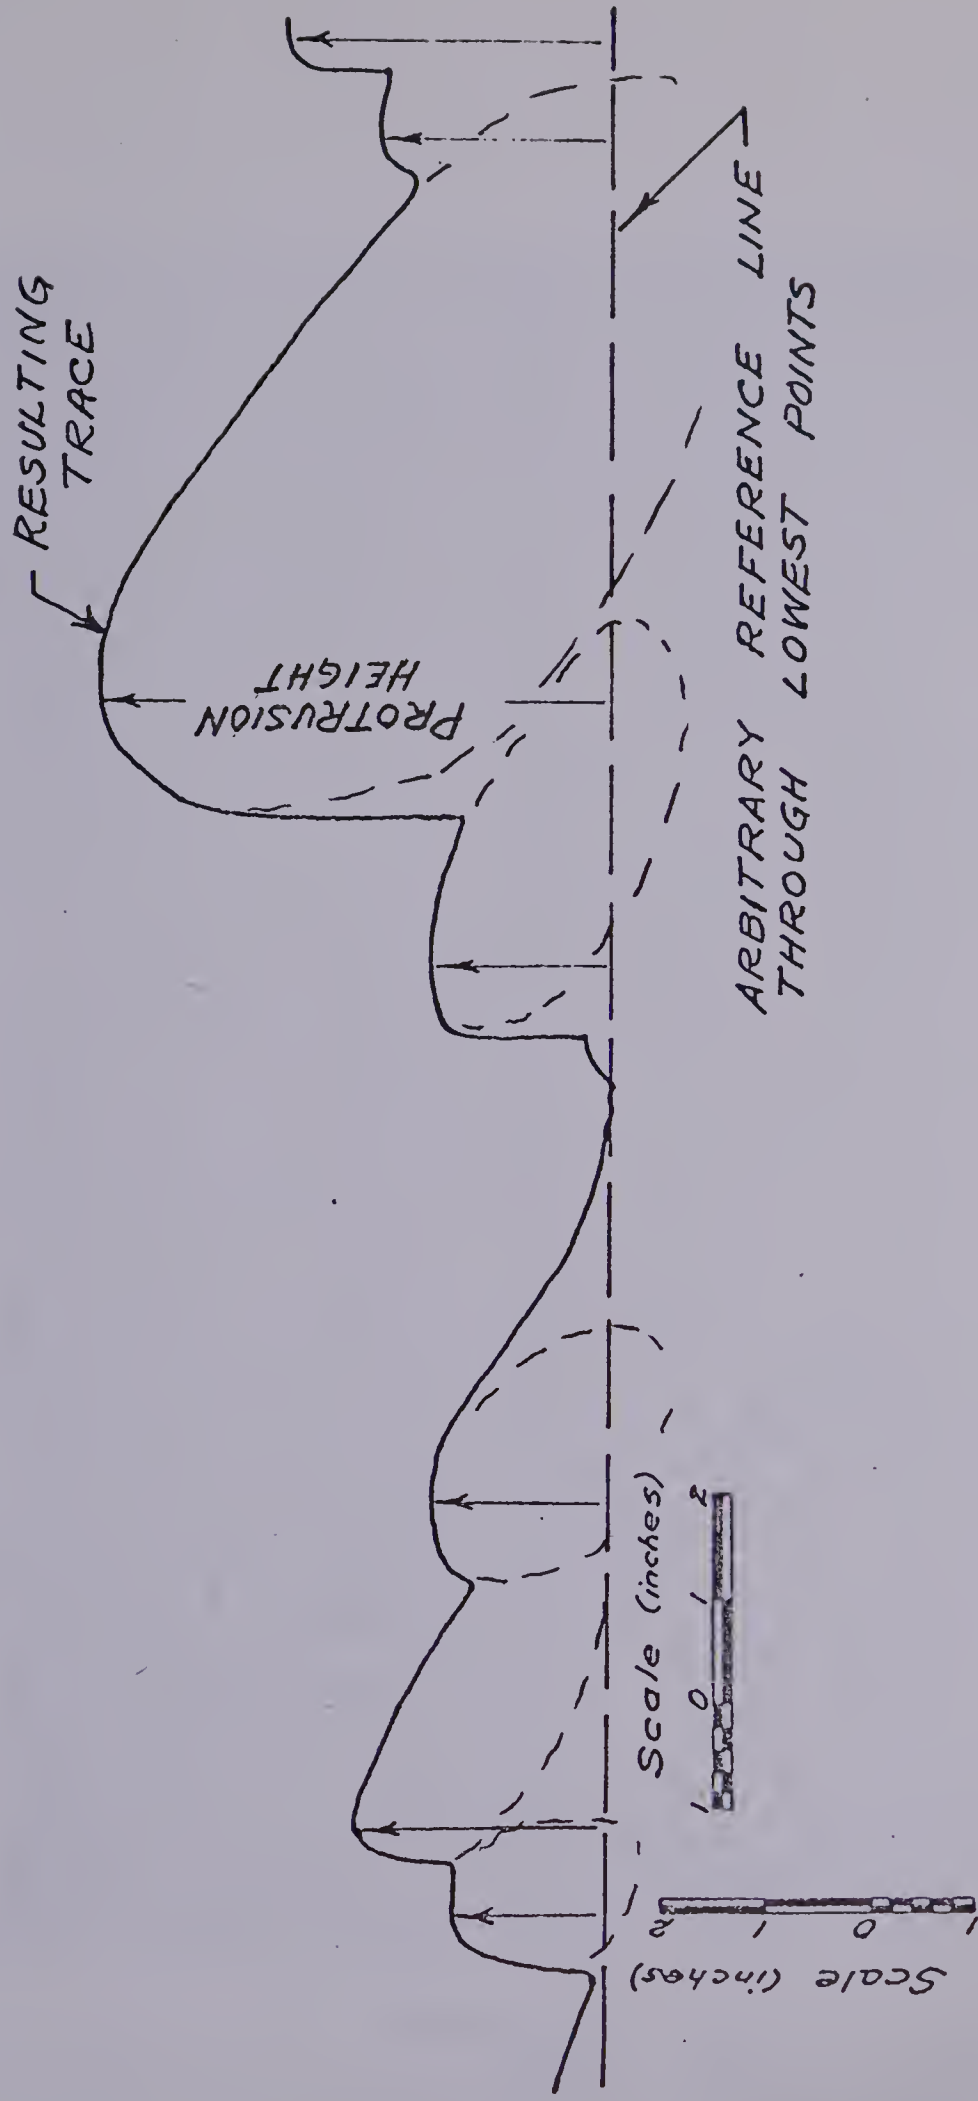 RESULTING
TRACE
PROTRUSION
HEIGHT
ARBITRARY REFERENCE LINE
THROUGH LOWEST POINTS
Scale (inches)
1 0 1 2
Scale (inches)
2 1 0 1